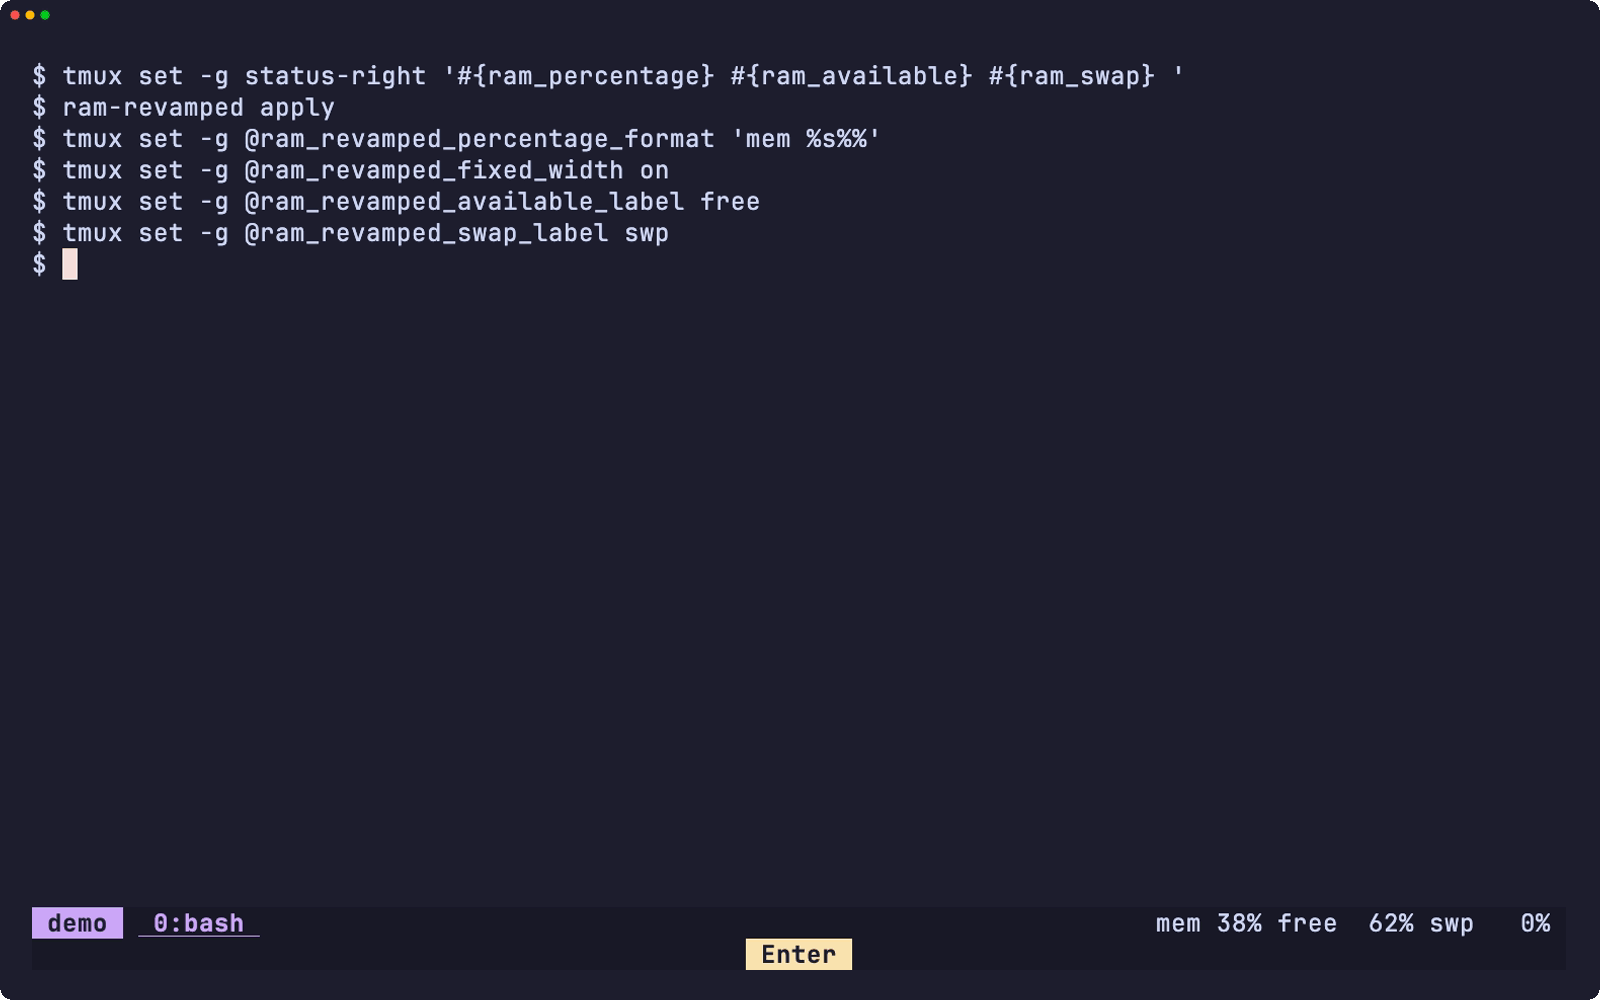 $ tmux set -g status-right '#{ram_percentage} #{ram_available} #{ram_swap} '
$ ram-revamped apply
$ tmux set -g @ram_revamped_percentage_format 'mem %s%%'
$ tmux set -g @ram_revamped_fixed_width on
$ tmux set -g @ram_revamped_available_label free
$ tmux set -g @ram_revamped_swap_label swp
$
demo  0:bash  mem 38% free  62% swp   0%
Enter